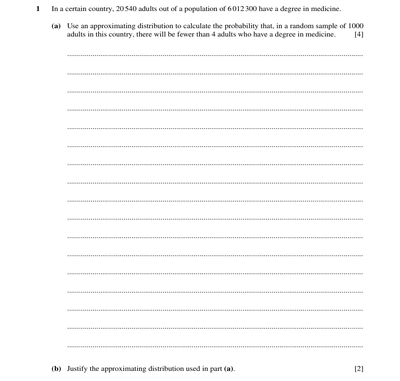 1 In a certain country, 20 540 adults out of a population of 6 012 300 have a degree in medicine.
(a) Use an approximating distribution to calculate the probability that, in a random sample of 1000
adults in this country, there will be fewer than 4 adults who have a degree in medicine. [4]
(b) Justify the approximating distribution used in part (a). [2]